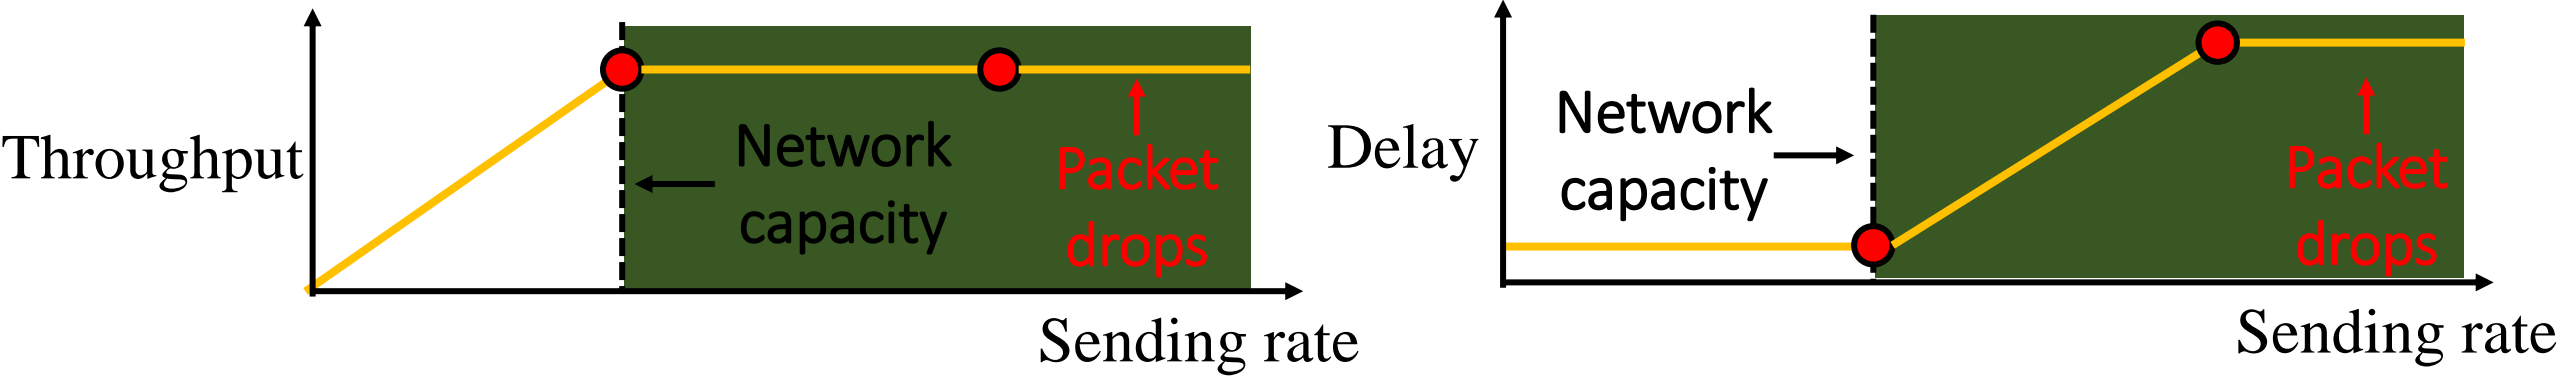 Throughput
Network
capacity
Packet
drops
Sending rate
Delay
Network
capacity
Packet
drops
Sending rate